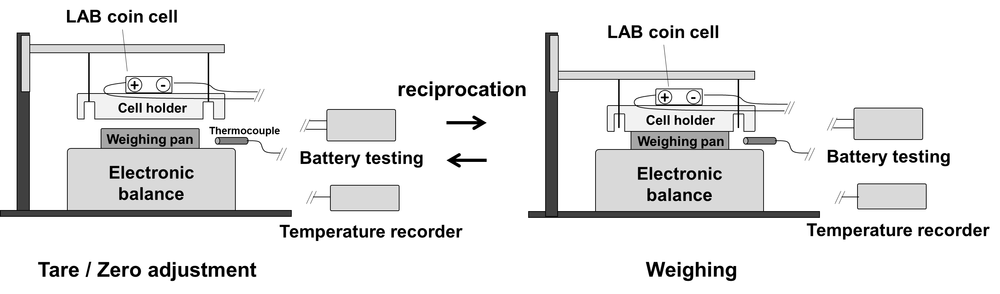 LAB coin cell
+ -
Cell holder
Thermocouple
Weighing pan
Electronic
balance
Battery testing
Temperature recorder
Tare / Zero adjustment
reciprocation
LAB coin cell
+ -
Cell holder
Weighing pan
Electronic
balance
Battery testing
Temperature recorder
Weighing